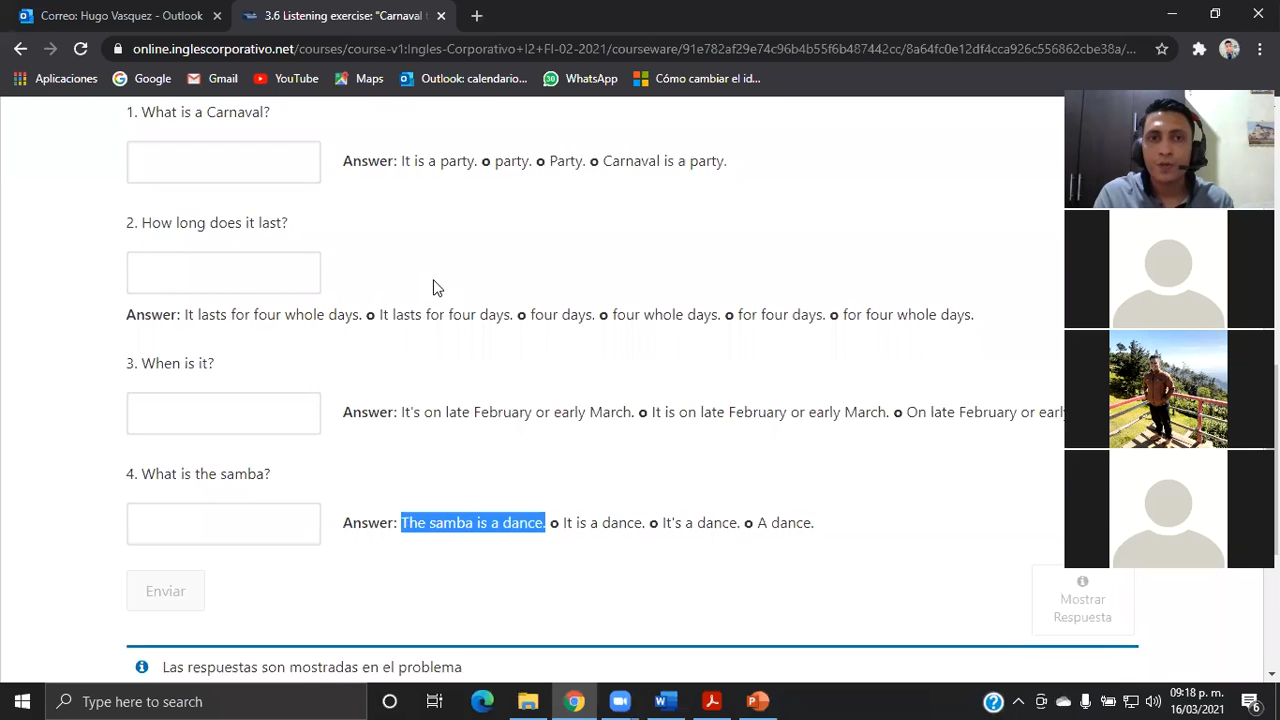 Correo: Hugo Vasquez - Outlook
3.6 Listening exercise: "Carnaval
online.inglescorporativo.net/courses/course-v1:Ingles-Corporativo+I2+FI-02-2021/courseware/91e782af29e74c96b4b55f6b487442cc/8a64fc0e12df4cca926c556862cbe38a/...
Aplicaciones Google Gmail YouTube Maps Outlook: calendario... WhatsApp Cómo cambiar el id...
1. What is a Carnaval?
Answer: It is a party. o party. o Party. o Carnaval is a party.
2. How long does it last?
Answer: It lasts for four whole days. o It lasts for four days. o four days. o four whole days. o for four days. o for four whole days.
3. When is it?
Answer: It's on late February or early March. o It is on late February or early March. o On late February or earl
4. What is the samba?
Answer: The samba is a dance. o It is a dance. o It's a dance. o A dance.
Enviar
Mostrar
Respuesta
Las respuestas son mostradas en el problema
Type here to search
09:18 p. m.
16/03/2021
6